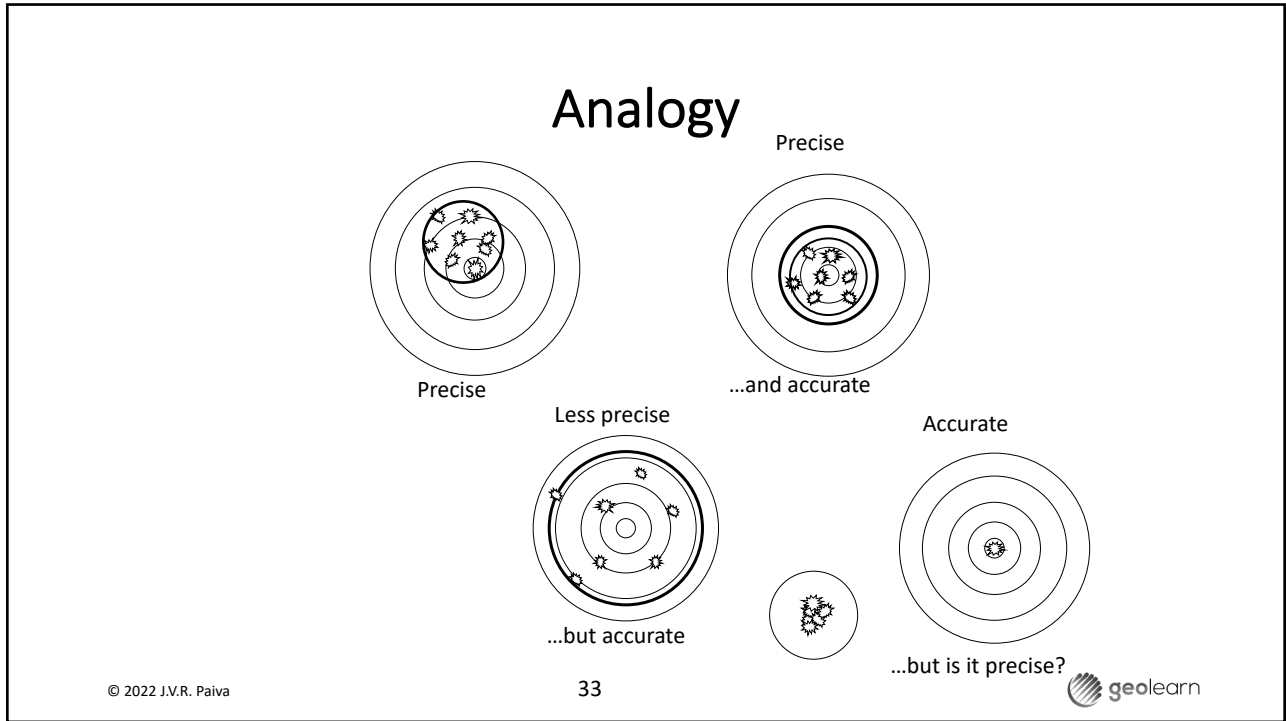 Analogy
Precise
Precise
...and accurate
Less precise
Accurate
...but accurate
...but is it precise?
© 2022 J.V.R. Paiva
33
geolearn